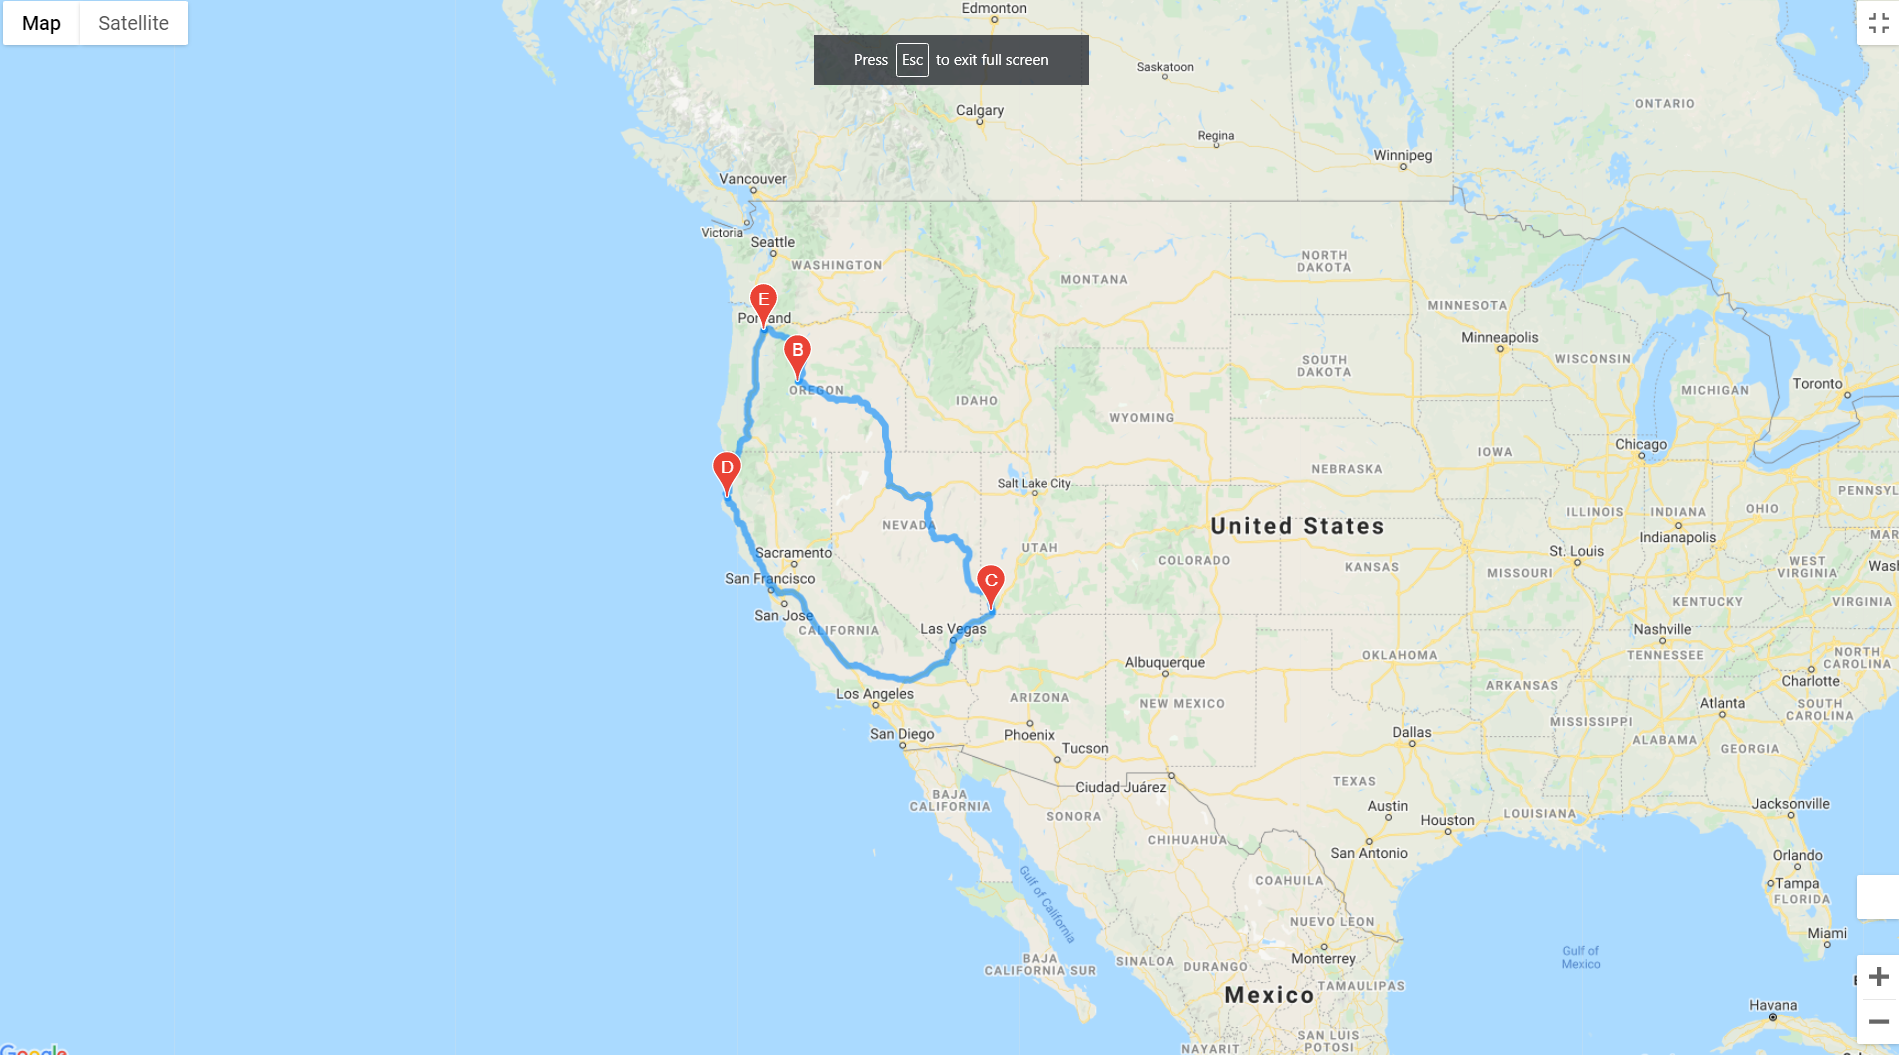 Map
Satellite
Edmonton
Press Esc to exit full screen
Saskatoon
Calgary
ONTARIO
Regina
Winnipeg
Vancouver
Victoria
Seattle
WASHINGTON
NORTH
DAKOTA
MONTANA
E
MINNESOTA
Portland
Minneapolis
B
WISCONSIN
SOUTH
DAKOTA
OREGON
MICHIGAN
Toronto
IDAHO
WYOMING
Chicago
IOWA
D
NEBRASKA
Salt Lake City
PENNSYL
NEVADA
ILLINOIS
INDIANA
OHIO
United States
MAR
Indianapolis
Sacramento
UTAH
St. Louis
COLORADO
KANSAS
WEST
VIRGINIA
Wash
MISSOURI
San Francisco
C
KENTUCKY
VIRGINIA
San Jose
CALIFORNIA
Las Vegas
Nashville
OKLAHOMA
TENNESSEE
NORTH
CAROLINA
Albuquerque
Charlotte
Los Angeles
ARIZONA
NEW MEXICO
ARKANSAS
Atlanta
SOUTH
CAROLINA
San Diego
Phoenix
Dallas
MISSISSIPPI
Tucson
ALABAMA
GEORGIA
TEXAS
Ciudad Juárez
BAJA
CALIFORNIA
SONORA
Austin
LOUISIANA
Jacksonville
Houston
CHIHUAHUA
San Antonio
Orlando
Gulf of California
COAHUILA
Tampa
FLORIDA
NUEVO LEON
Miami
Gulf of
Mexico
BAJA
CALIFORNIA SUR
SINALOA
DURANGO
Monterrey
TAMAULIPAS
Mexico
Havana
SAN LUIS
POTOSI
NAYARIT
Google